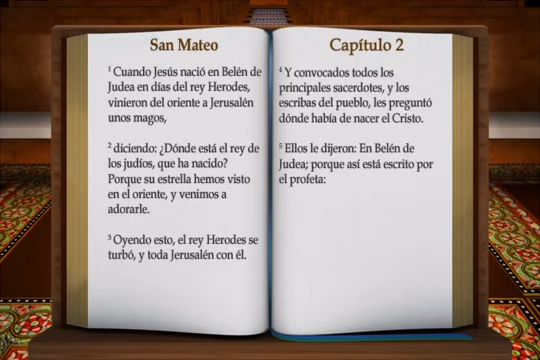 San Mateo
¹ Cuando Jesús nació en Belén de
Judea en días del rey Herodes,
vinieron del oriente a Jerusalén
unos magos,
² diciendo: ¿Dónde está el rey de
los judíos, que ha nacido?
Porque su estrella hemos visto
en el oriente, y venimos a
adorarle.
³ Oyendo esto, el rey Herodes se
turbó, y toda Jerusalén con él.
Capítulo 2
⁴ Y convocados todos los
principales sacerdotes, y los
escribas del pueblo, les preguntó
dónde había de nacer el Cristo.
⁵ Ellos le dijeron: En Belén de
Judea; porque así está escrito por
el profeta: